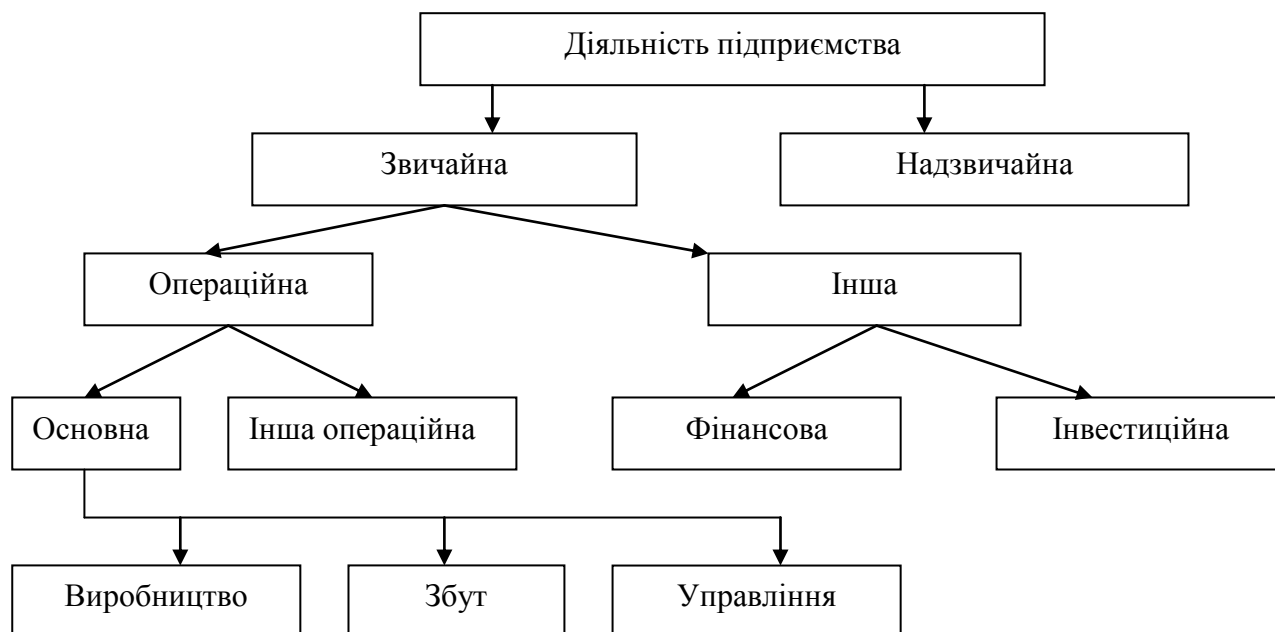 Діяльність підприємства
Звичайна
Надзвичайна
Операційна
Інша
Основна
Інша операційна
Фінансова
Інвестиційна
Виробництво
Збут
Управління